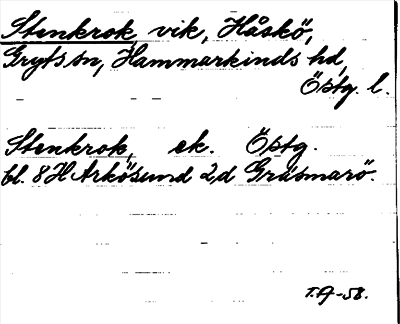 Stenkrok, vik, Håskö,
Gryts sn, Hammarkinds hd,
Östg. l.
Stenkrok, ek. Östg.
bl. 8H Arkösund 2d Gräsmarö.
T.A-58.